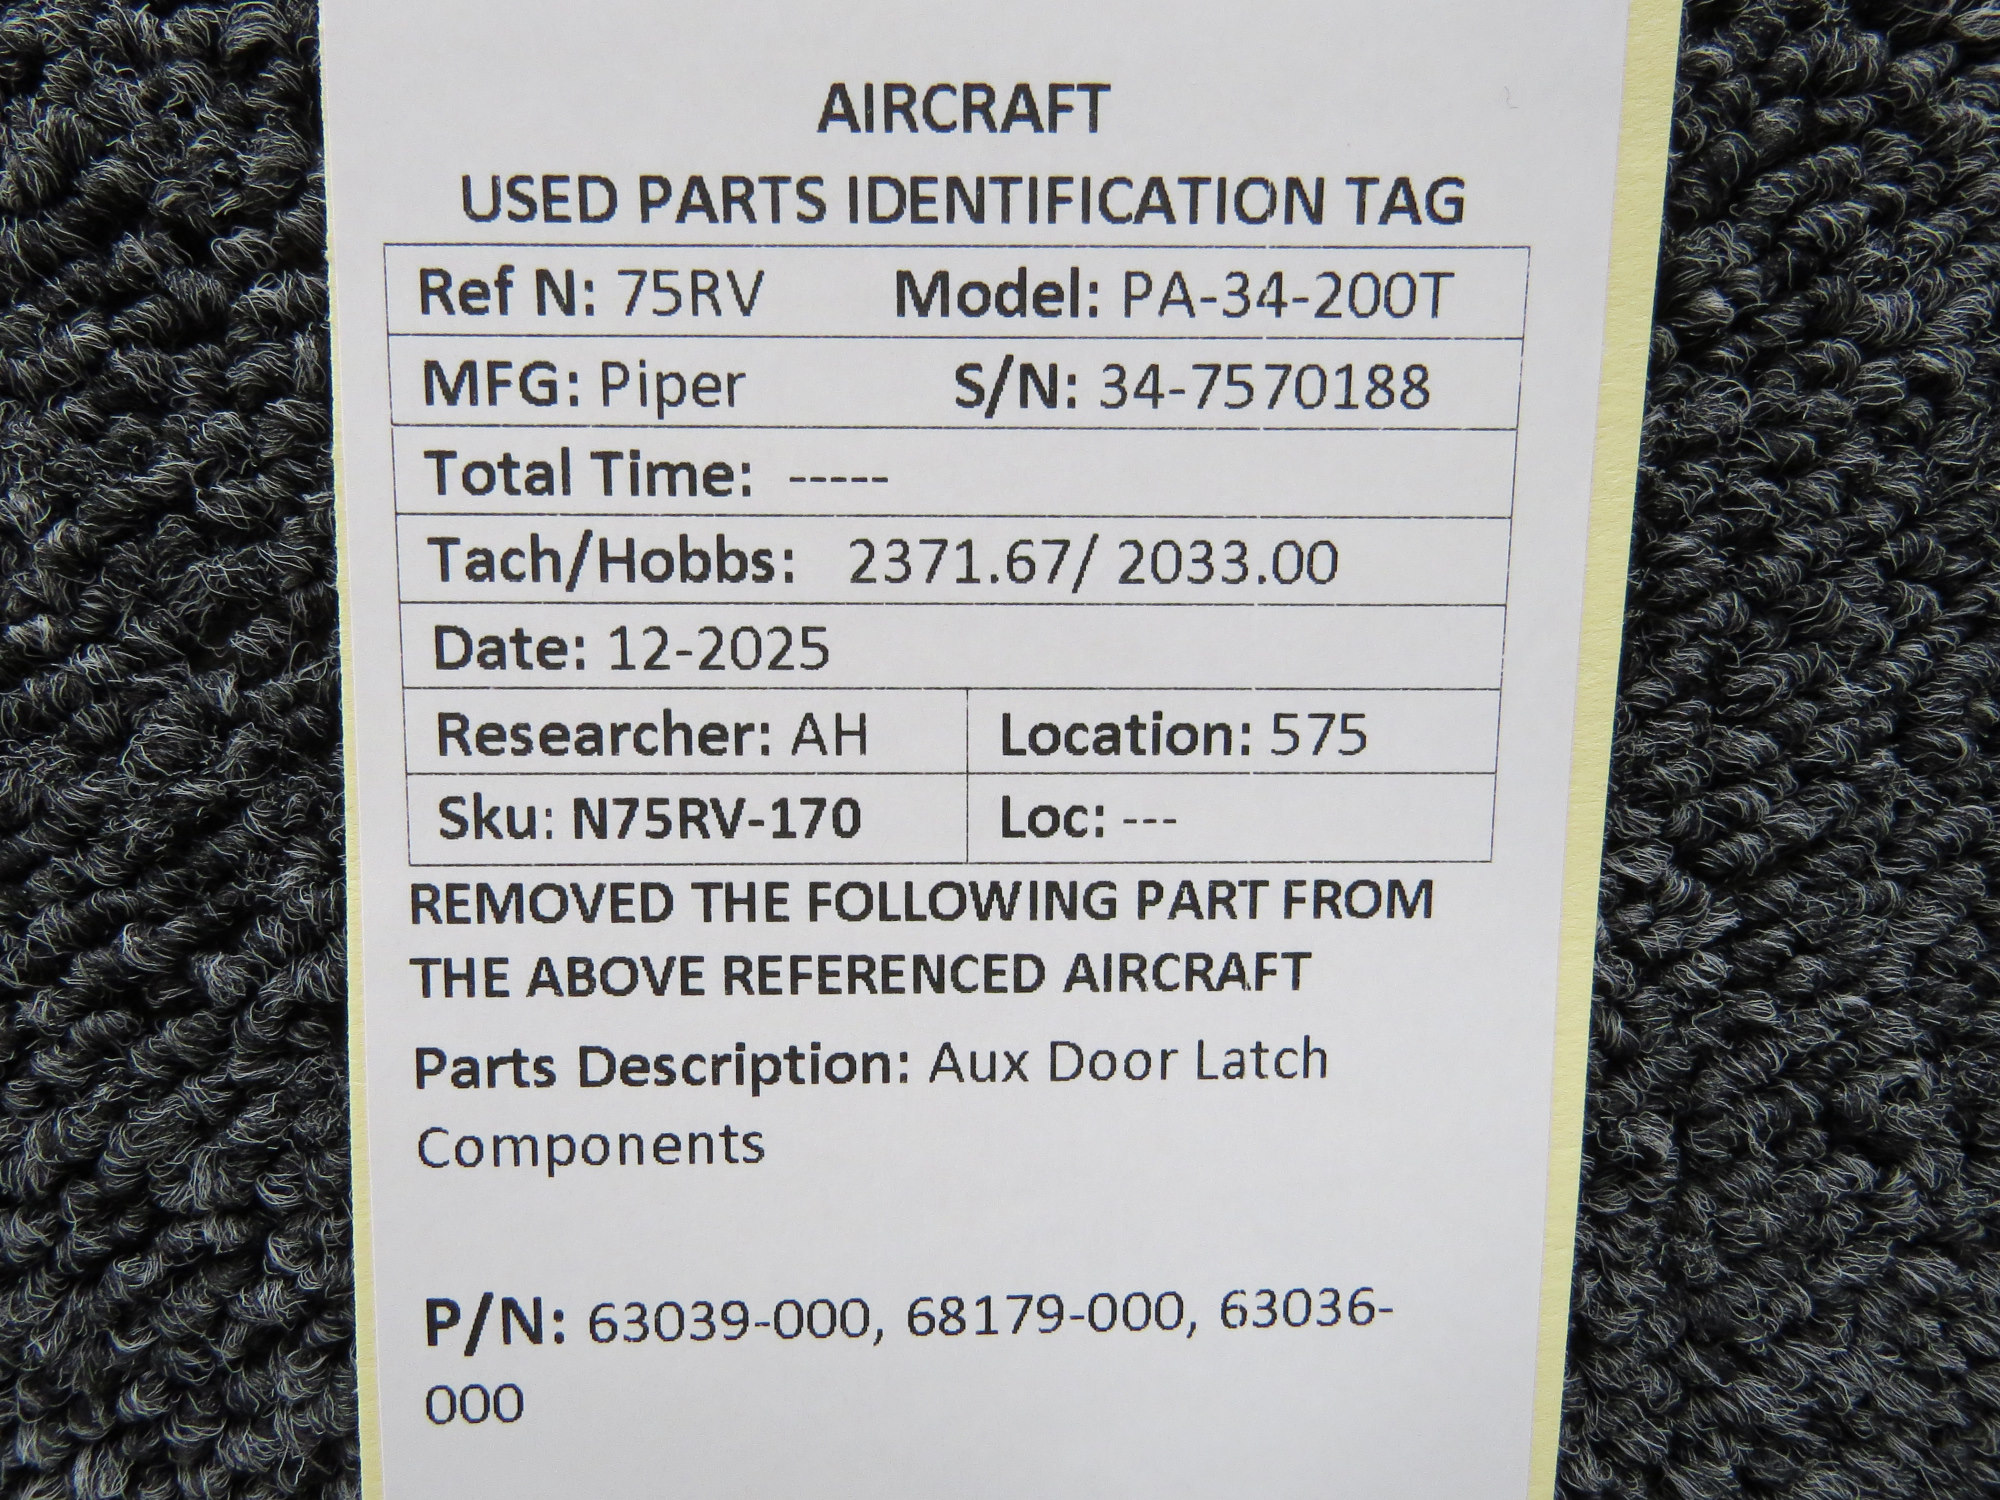 AIRCRAFT
USED PARTS IDENTIFICATION TAG
Ref N: 75RV Model: PA-34-200T
MFG: Piper S/N: 34-7570188
Total Time: -----
Tach/Hobbs: 2371.67/ 2033.00
Date: 12-2025
Researcher: AH Location: 575
Sku: N75RV-170 Loc: ---
REMOVED THE FOLLOWING PART FROM
THE ABOVE REFERENCED AIRCRAFT
Parts Description: Aux Door Latch
Components
P/N: 63039-000, 68179-000, 63036-
000